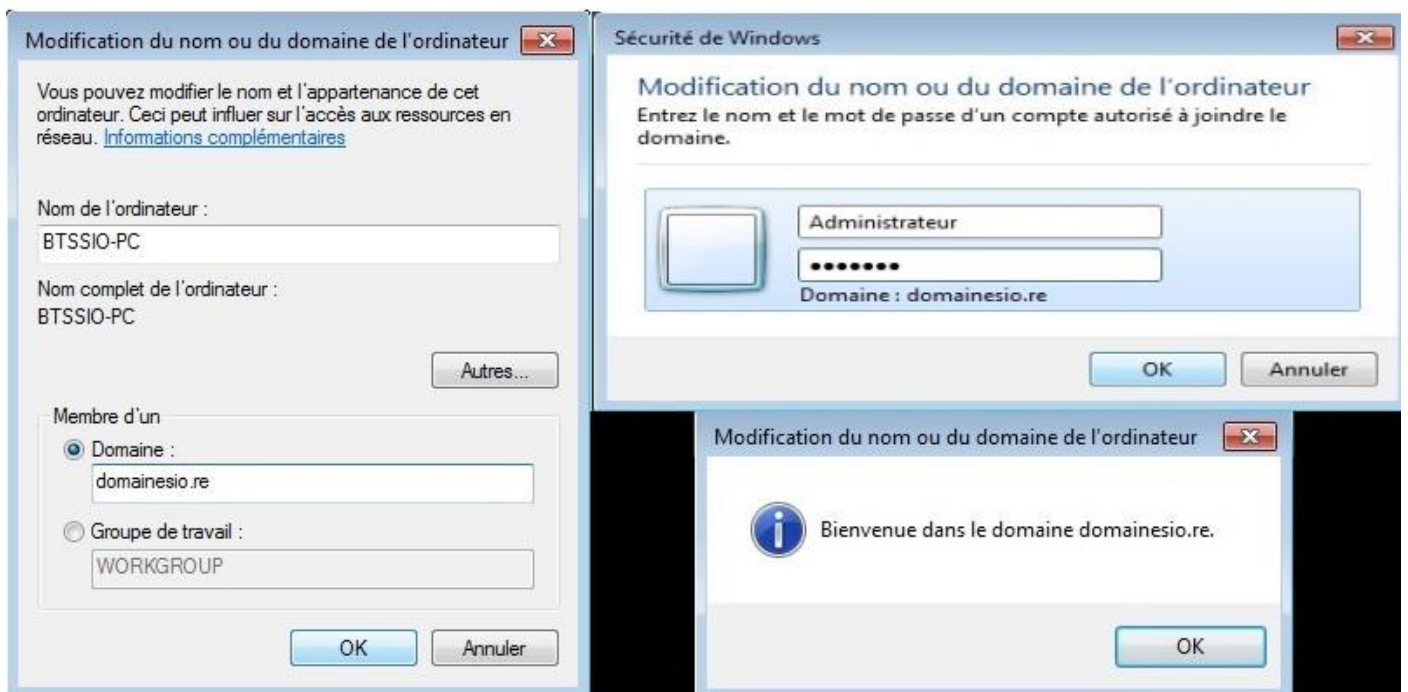 Modification du nom ou du domaine de l'ordinateur
Vous pouvez modifier le nom et l'appartenance de cet
ordinateur. Ceci peut influer sur l'accès aux ressources en
réseau. Informations complémentaires
Nom de l'ordinateur :
BTSSIO-PC
Nom complet de l'ordinateur :
BTSSIO-PC
Autres...
Membre d'un
Domaine :
domainesio.re
Groupe de travail :
WORKGROUP
OK
Annuler
Sécurité de Windows
Modification du nom ou du domaine de l'ordinateur
Entrez le nom et le mot de passe d'un compte autorisé à joindre le
domaine.
Administrateur
•••••••
Domaine : domainesio.re
OK
Annuler
Modification du nom ou du domaine de l'ordinateur
Bienvenue dans le domaine domainesio.re.
OK